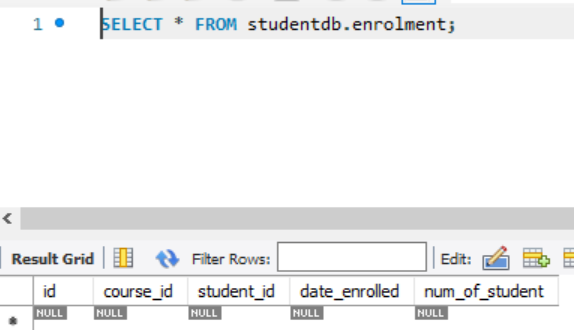 1 SELECT * FROM studentdb.enrolment;
Result Grid Filter Rows: Edit:
id course_id student_id date_enrolled num_of_student
* NULL NULL NULL NULL NULL